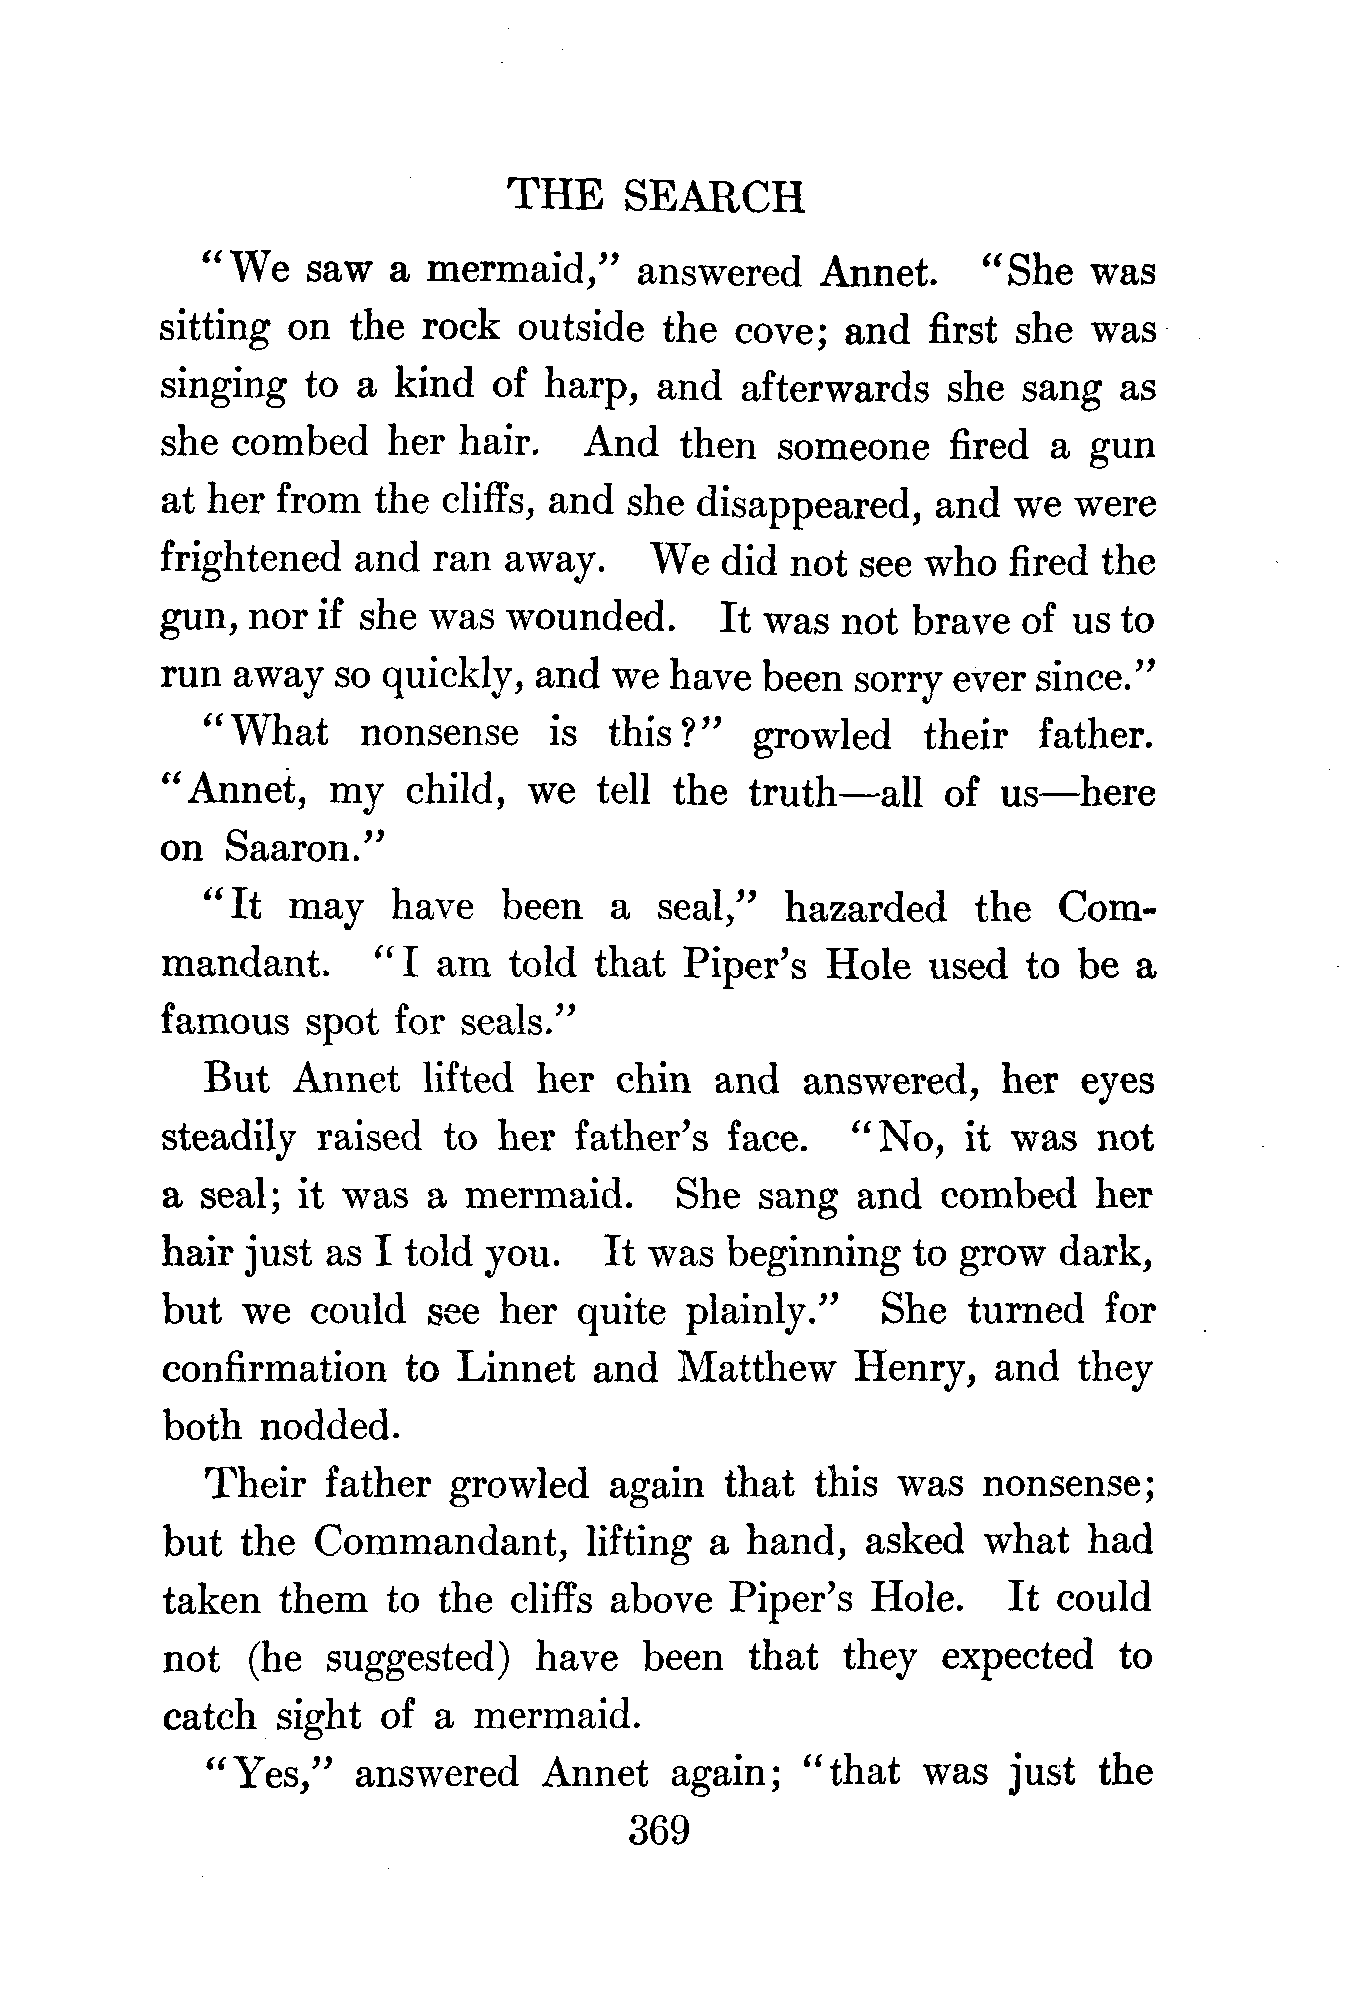 THE SEARCH
"We saw a mermaid," answered Annet. "She was
sitting on the rock outside the cove; and first she was
singing to a kind of harp, and afterwards she sang as
she combed her hair. And then someone fired a gun
at her from the cliffs, and she disappeared, and we were
frightened and ran away. We did not see who fired the
gun, nor if she was wounded. It was not brave of us to
run away so quickly, and we have been sorry ever since."
"What nonsense is this?" growled their father.
"Annet, my child, we tell the truth—all of us—here
on Saaron."
"It may have been a seal," hazarded the Com-
mandant. "I am told that Piper's Hole used to be a
famous spot for seals."
But Annet lifted her chin and answered, her eyes
steadily raised to her father's face. "No, it was not
a seal; it was a mermaid. She sang and combed her
hair just as I told you. It was beginning to grow dark,
but we could see her quite plainly." She turned for
confirmation to Linnet and Matthew Henry, and they
both nodded.
Their father growled again that this was nonsense;
but the Commandant, lifting a hand, asked what had
taken them to the cliffs above Piper's Hole. It could
not (he suggested) have been that they expected to
catch sight of a mermaid.
"Yes," answered Annet again; "that was just the
369